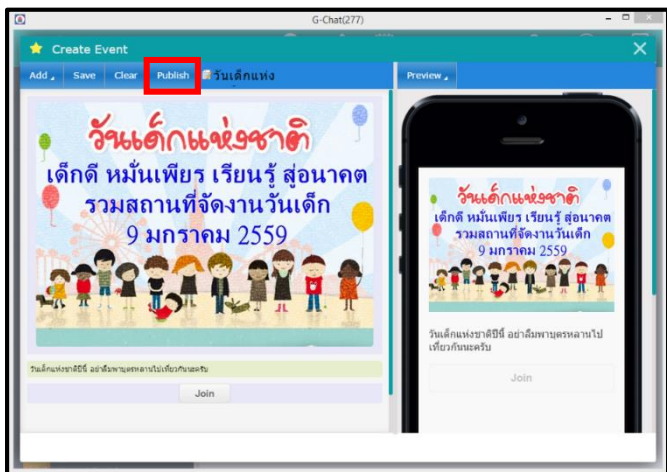 G-Chat(277)
Create Event
Add Save Clear Publish วันเด็กแห่ง
Preview
วันเด็กแห่งชาติ
เด็กดี หมั่นเพียร เรียนรู้ สู่อนาคต
รวมสถานที่จัดงานวันเด็ก
9 มกราคม 2559
วันเด็กแห่งชาติปีนี้ อย่าลืมพาบุตรหลานไปเที่ยวกันนะครับ
Join
วันเด็กแห่งชาติ
เด็กดี หมั่นเพียร เรียนรู้ สู่อนาคต
รวมสถานที่จัดงานวันเด็ก
9 มกราคม 2559
วันเด็กแห่งชาติปีนี้ อย่าลืมพาบุตรหลานไป
เที่ยวกันนะครับ
Join